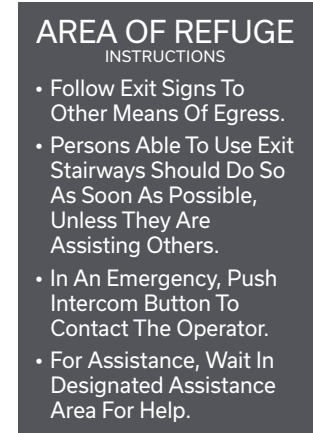 AREA OF REFUGE
INSTRUCTIONS
• Follow Exit Signs To
Other Means Of Egress.
• Persons Able To Use Exit
Stairways Should Do So
As Soon As Possible,
Unless They Are
Assisting Others.
• In An Emergency, Push
Intercom Button To
Contact The Operator.
• For Assistance, Wait In
Designated Assistance
Area For Help.